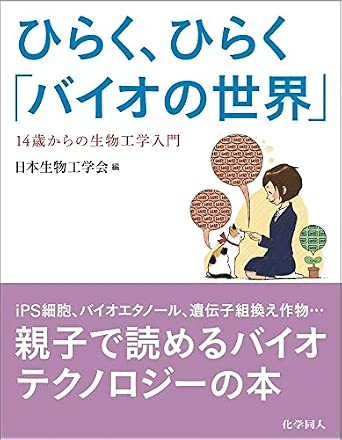 ひらく、ひらく
「バイオの世界」
14歳からの生物工学入門
日本生物工学会 編
iPS細胞、バイオエタノール、遺伝子組換え作物…
親子で読めるバイオ
テクノロジーの本
化学同人